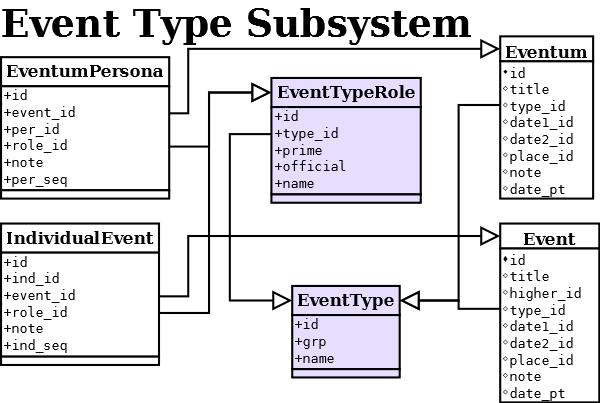 Event Type Subsystem
EventumPersona
+id
+event_id
+per_id
+role_id
+note
+per_seq
EventTypeRole
+id
+type_id
+prime
+official
+name
Eventum
id
title
type_id
date1_id
date2_id
place_id
note
date_pt
IndividualEvent
+id
+ind_id
+event_id
+role_id
+note
+ind_seq
EventType
+id
+grp
+name
Event
id
title
higher_id
type_id
date1_id
date2_id
place_id
note
date_pt